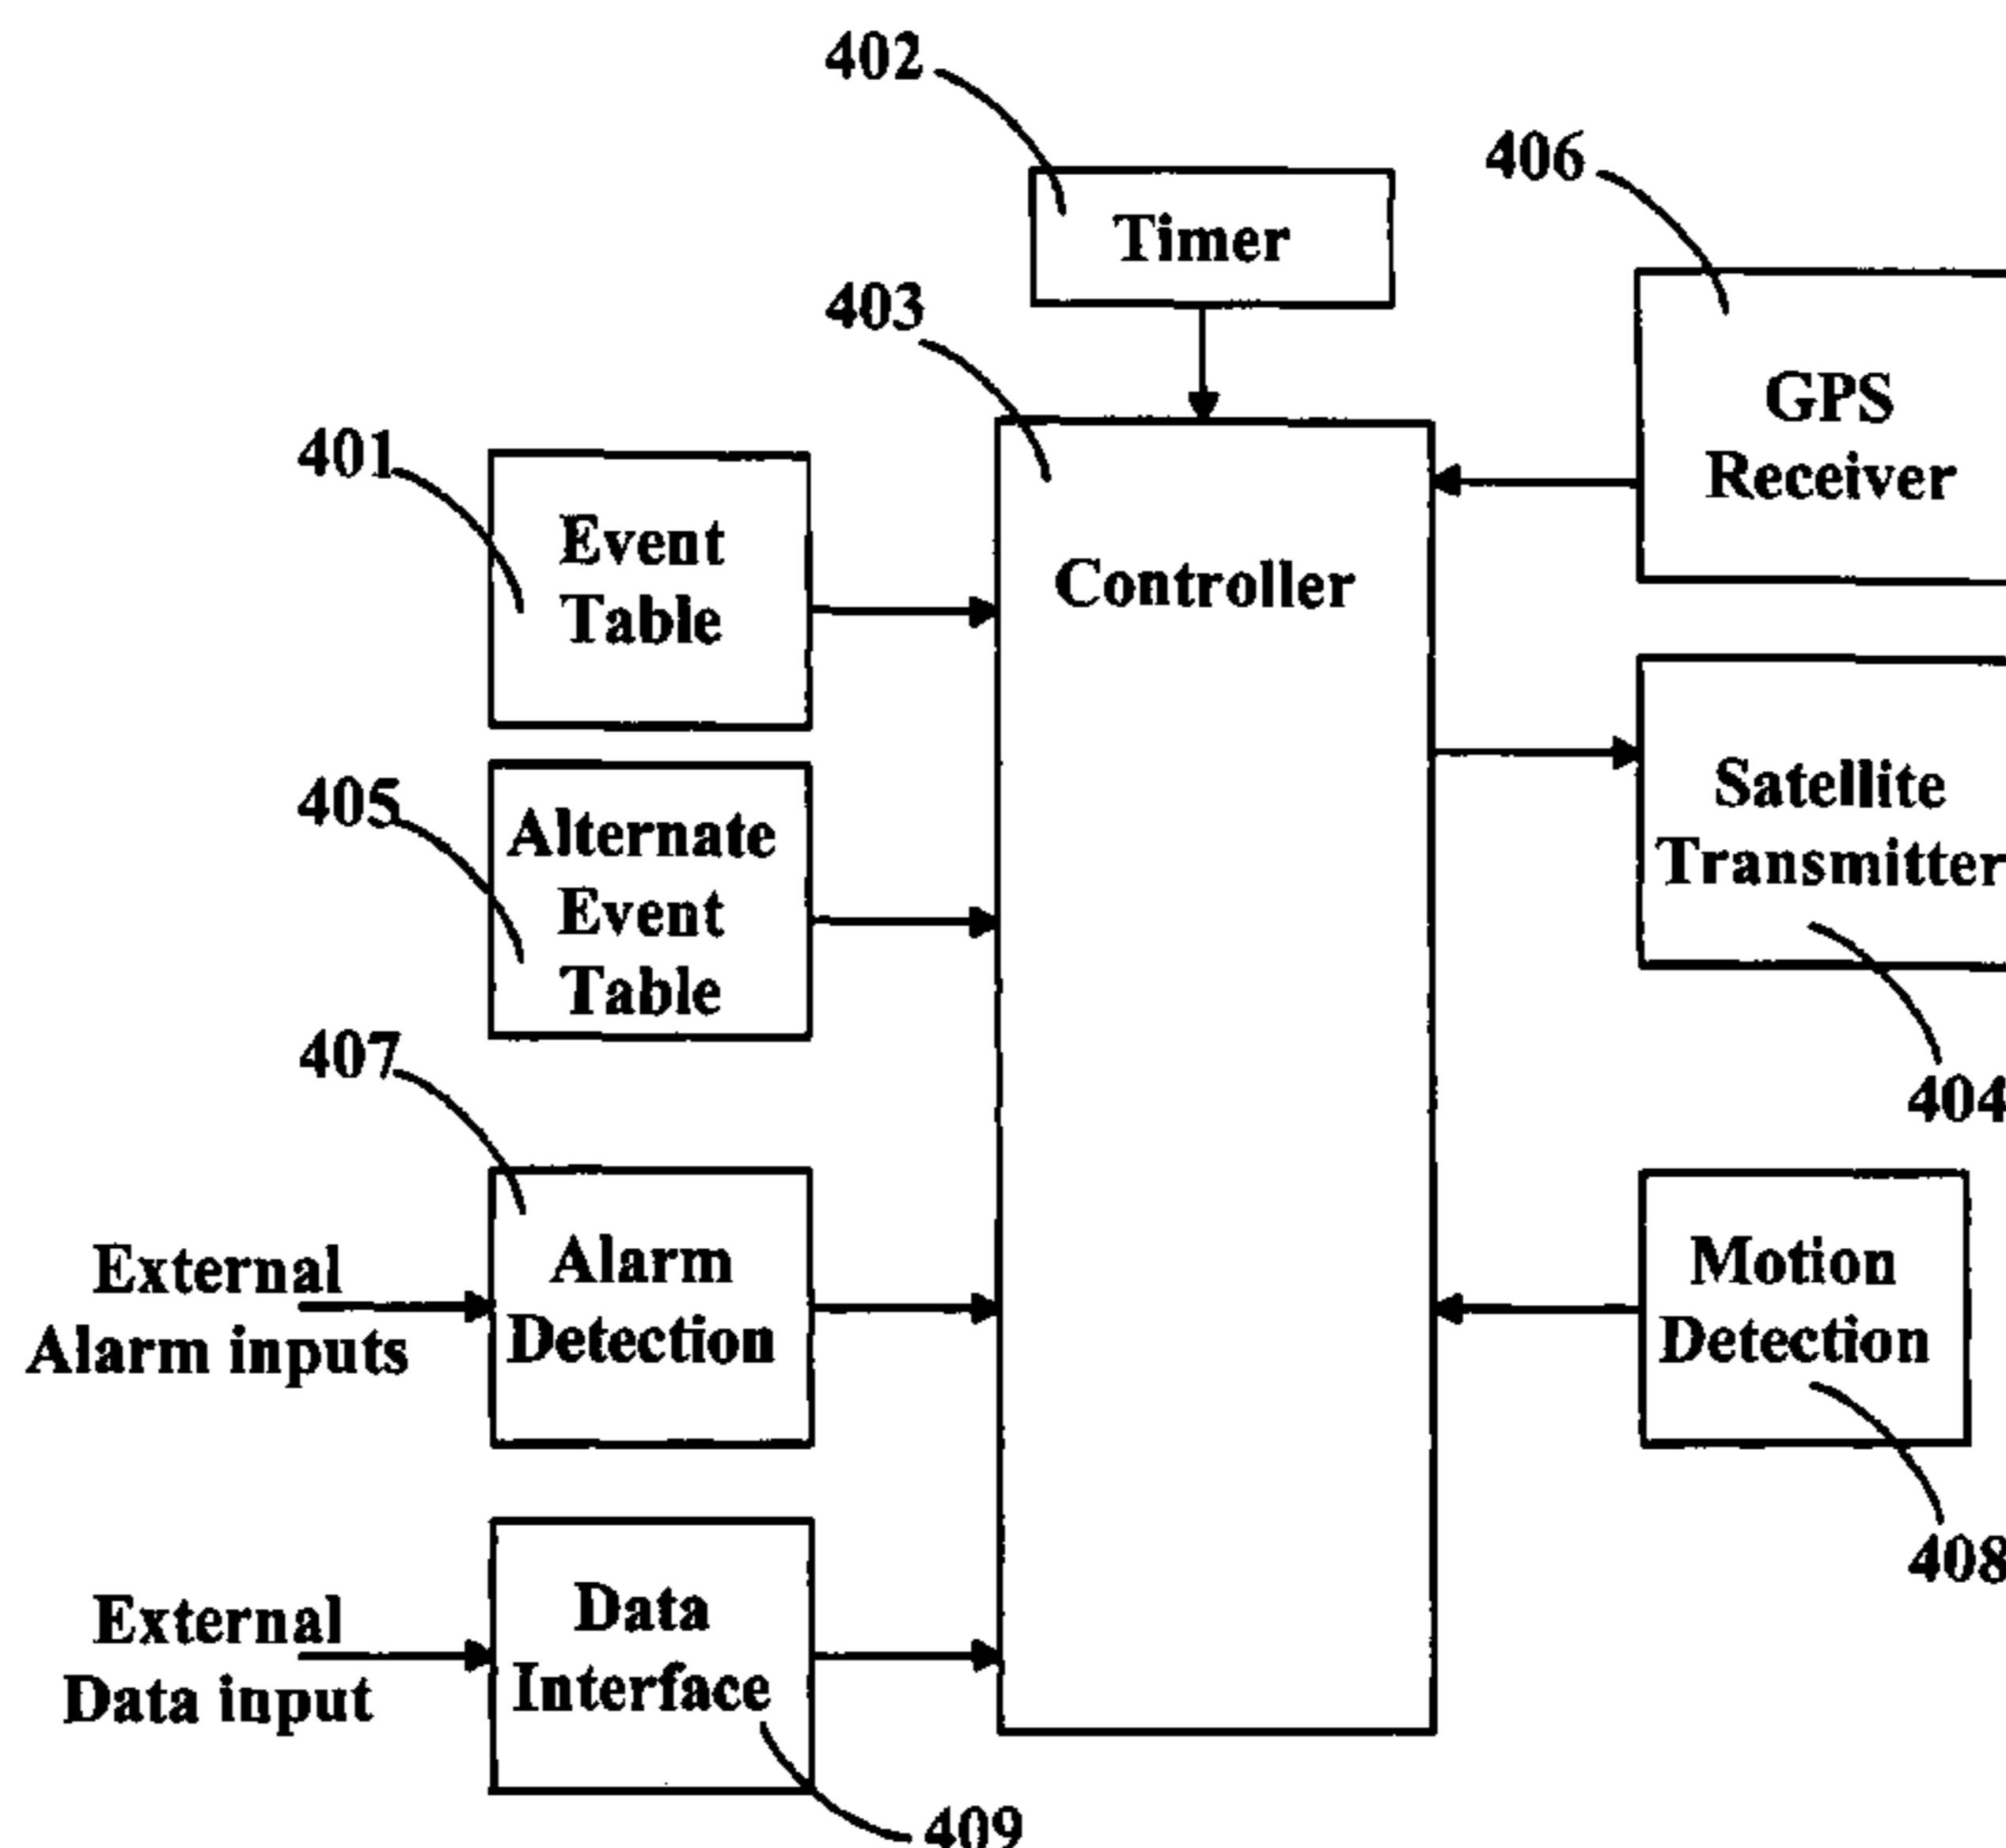 402
406
Timer
403
GPS
Receiver
401
Event
Table
Controller
405
Alternate
Event
Table
Satellite
Transmitter
404
407
External
Alarm inputs
Alarm
Detection
Motion
Detection
408
External
Data input
Data
Interface
409